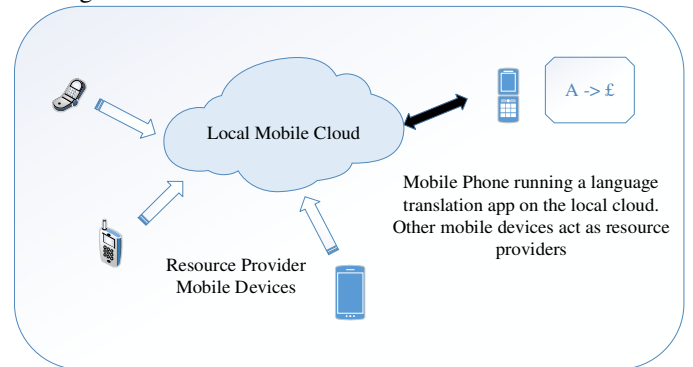 Local Mobile Cloud
A -> £
Mobile Phone running a language
translation app on the local cloud.
Other mobile devices act as resource
providers
Resource Provider
Mobile Devices